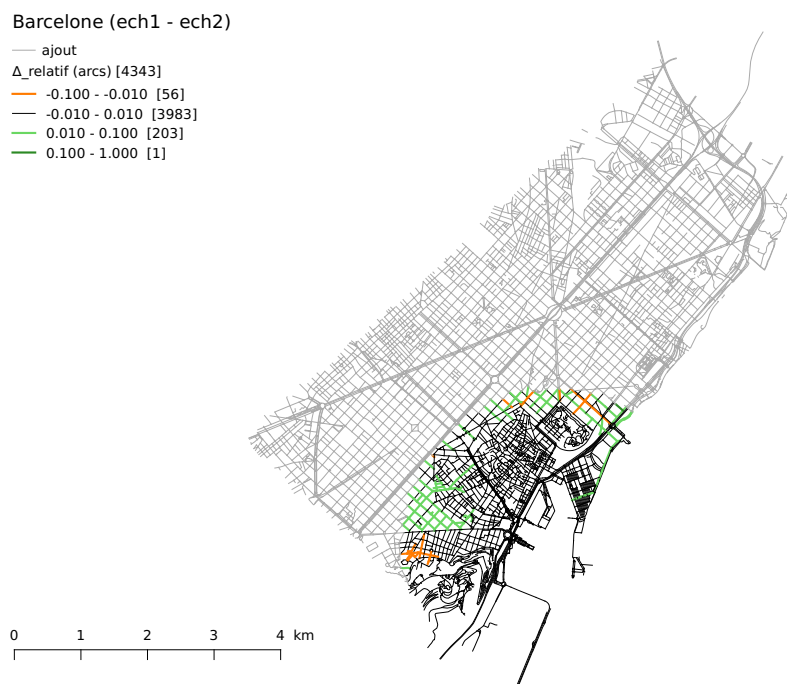 Barcelone (ech1 - ech2)
ajout
Δ_relatif (arcs) [4343]
-0.100 - -0.010 [56]
-0.010 - 0.010 [3983]
0.010 - 0.100 [203]
0.100 - 1.000 [1]
0 1 2 3 4 km